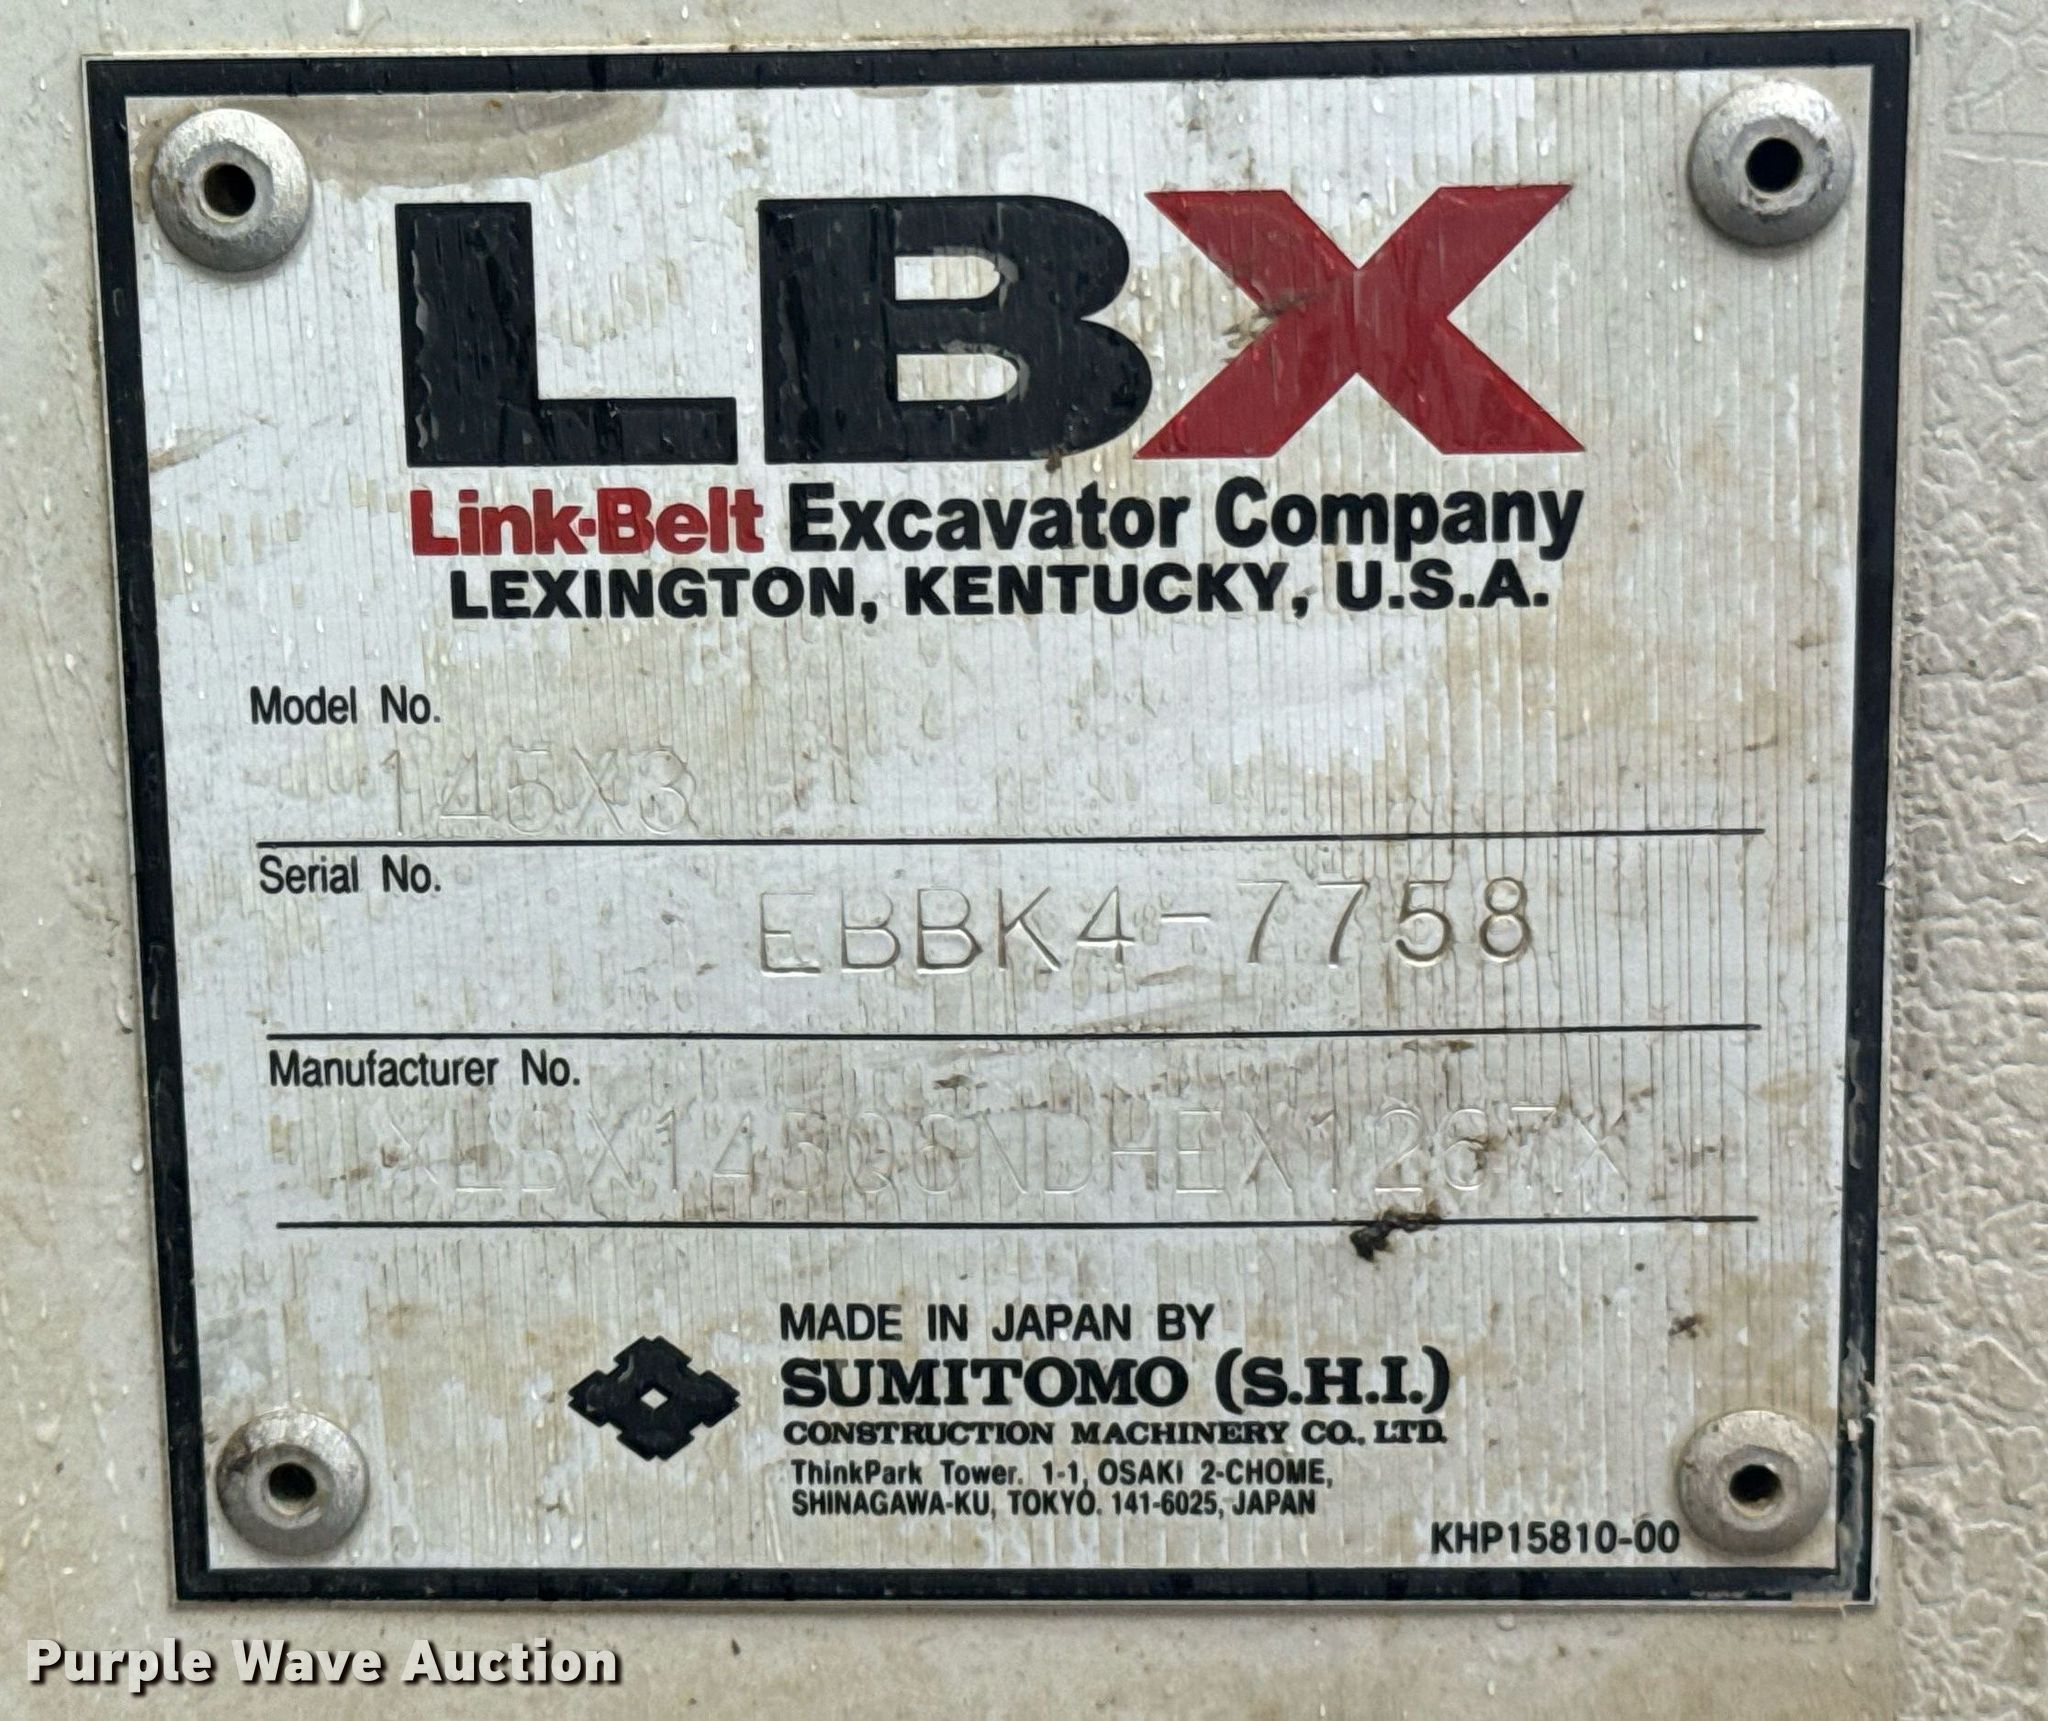 LBX
Link-Belt Excavator Company
LEXINGTON, KENTUCKY, U.S.A.
Model No.
145X3
Serial No.
EBBK4-7758
Manufacturer No.
MADE IN JAPAN BY
SUMITOMO (S.H.I.)
CONSTRUCTION MACHINERY CO., LTD.
ThinkPark Tower. 1-1, OSAKI 2-CHOME,
SHINAGAWA-KU, TOKYO. 141-6025, JAPAN
KHP15810-00
Purple Wave Auction